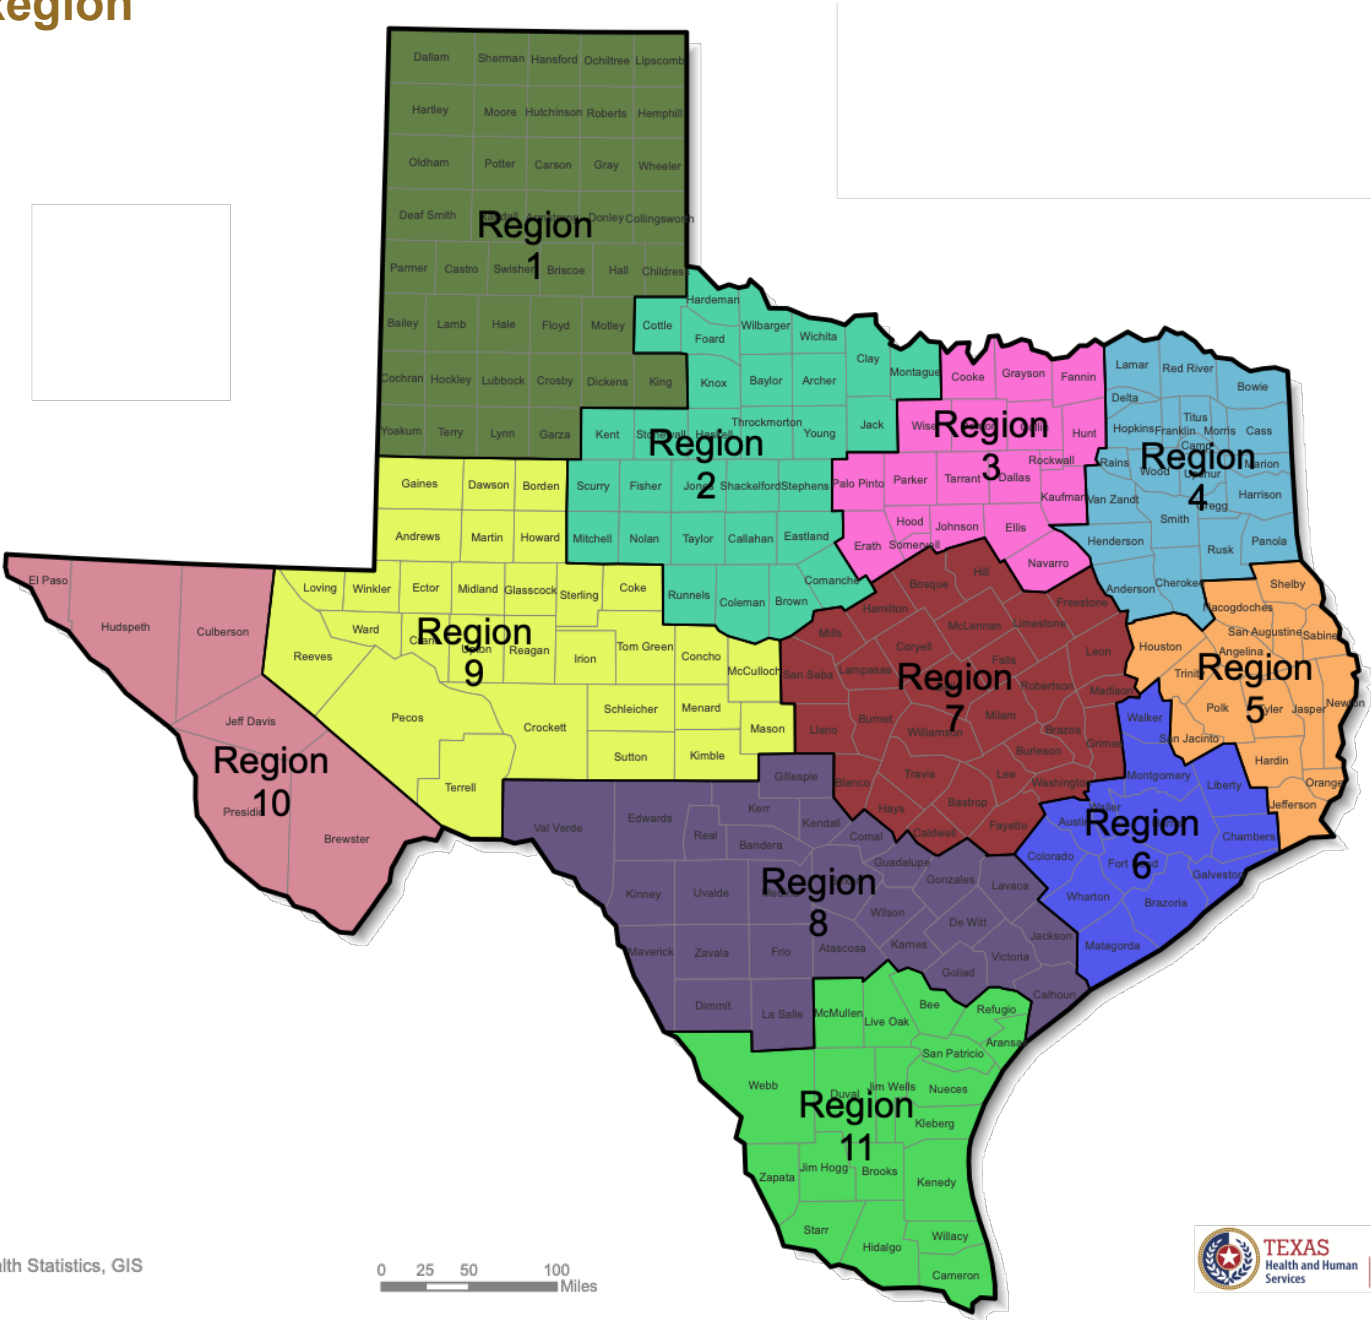 Region
Dallam Sherman Hansford Ochiltree Lipscomb
Hartley Moore Hutchinson Roberts Hemphill
Oldham Potter Carson Gray Wheeler
Deaf Smith Donley Collingsworth
Region
1
Parmer Castro Swisher Briscoe Hall Childress
Bailey Lamb Hale Floyd Motley
Cochran Hockley Lubbock Crosby Dickens King
Yoakum Terry Lynn Garza
Hardeman
Cottle Foard Wilbarger Wichita
Clay Montague
Knox Baylor Archer
Kent Throckmorton Young Jack
Region
2
Scurry Fisher Shackelford Stephens
Mitchell Nolan Taylor Callahan Eastland
Runnels Coleman Brown Comanche
Cooke Grayson Fannin
Wise Hunt
Region
3
Rockwall
Palo Pinto Parker Tarrant Dallas Kaufman
Hood Johnson Ellis
Erath Somervell Navarro
Lamar Red River Bowie
Delta Titus
Hopkins Franklin Morris Cass
Camp
Region
4
Rains Wood Marion
Van Zandt Harrison
Smith
Henderson Rusk Panola
Anderson Cherokee
Shelby
Nacogdoches
San Augustine Sabine
Houston Angelina
Region
5
Polk Jasper Newton
San Jacinto
Hardin Orange
Jefferson
Walker
Montgomery Liberty
Waller
Region
6
Chambers
Colorado Galveston
Wharton Brazoria
Matagorda
Bosque Hill
Hamilton Freestone
Mills McLennan Limestone
Coryell Leon
San Saba Lampasas Falls
Region
7
Robertson Madison
Llano Burnet Milam Brazos Grimes
Williamson
Burleson
Blanco Travis Lee Washington
Hays Bastrop
Caldwell Fayette
Gillespie
Val Verde Edwards Kerr
Real Kendall Comal
Bandera
Guadalupe
Region
8
Gonzales Lavaca
Kinney Uvalde
Wilson De Witt
Maverick Zavala Frio Atascosa Karnes Jackson
Victoria
Goliad
Dimmit La Salle Calhoun
Gaines Dawson Borden
Andrews Martin Howard
Loving Winkler Ector Midland Glasscock Sterling Coke
Ward
Region
9
Upton Reagan Irion Tom Green Concho McCulloch
Reeves
Pecos Crockett Schleicher Menard Mason
Sutton Kimble
Terrell
El Paso
Hudspeth Culberson
Jeff Davis
Region
10
Presidio
Brewster
McMullen Live Oak Bee Refugio
Aransas
San Patricio
Webb Duval Jim Wells Nueces
Region
11
Kleberg
Zapata Jim Hogg Brooks Kenedy
Starr Hidalgo Willacy
Cameron
lth Statistics, GIS
0 25 50 100
Miles
TEXAS
Health and Human
Services